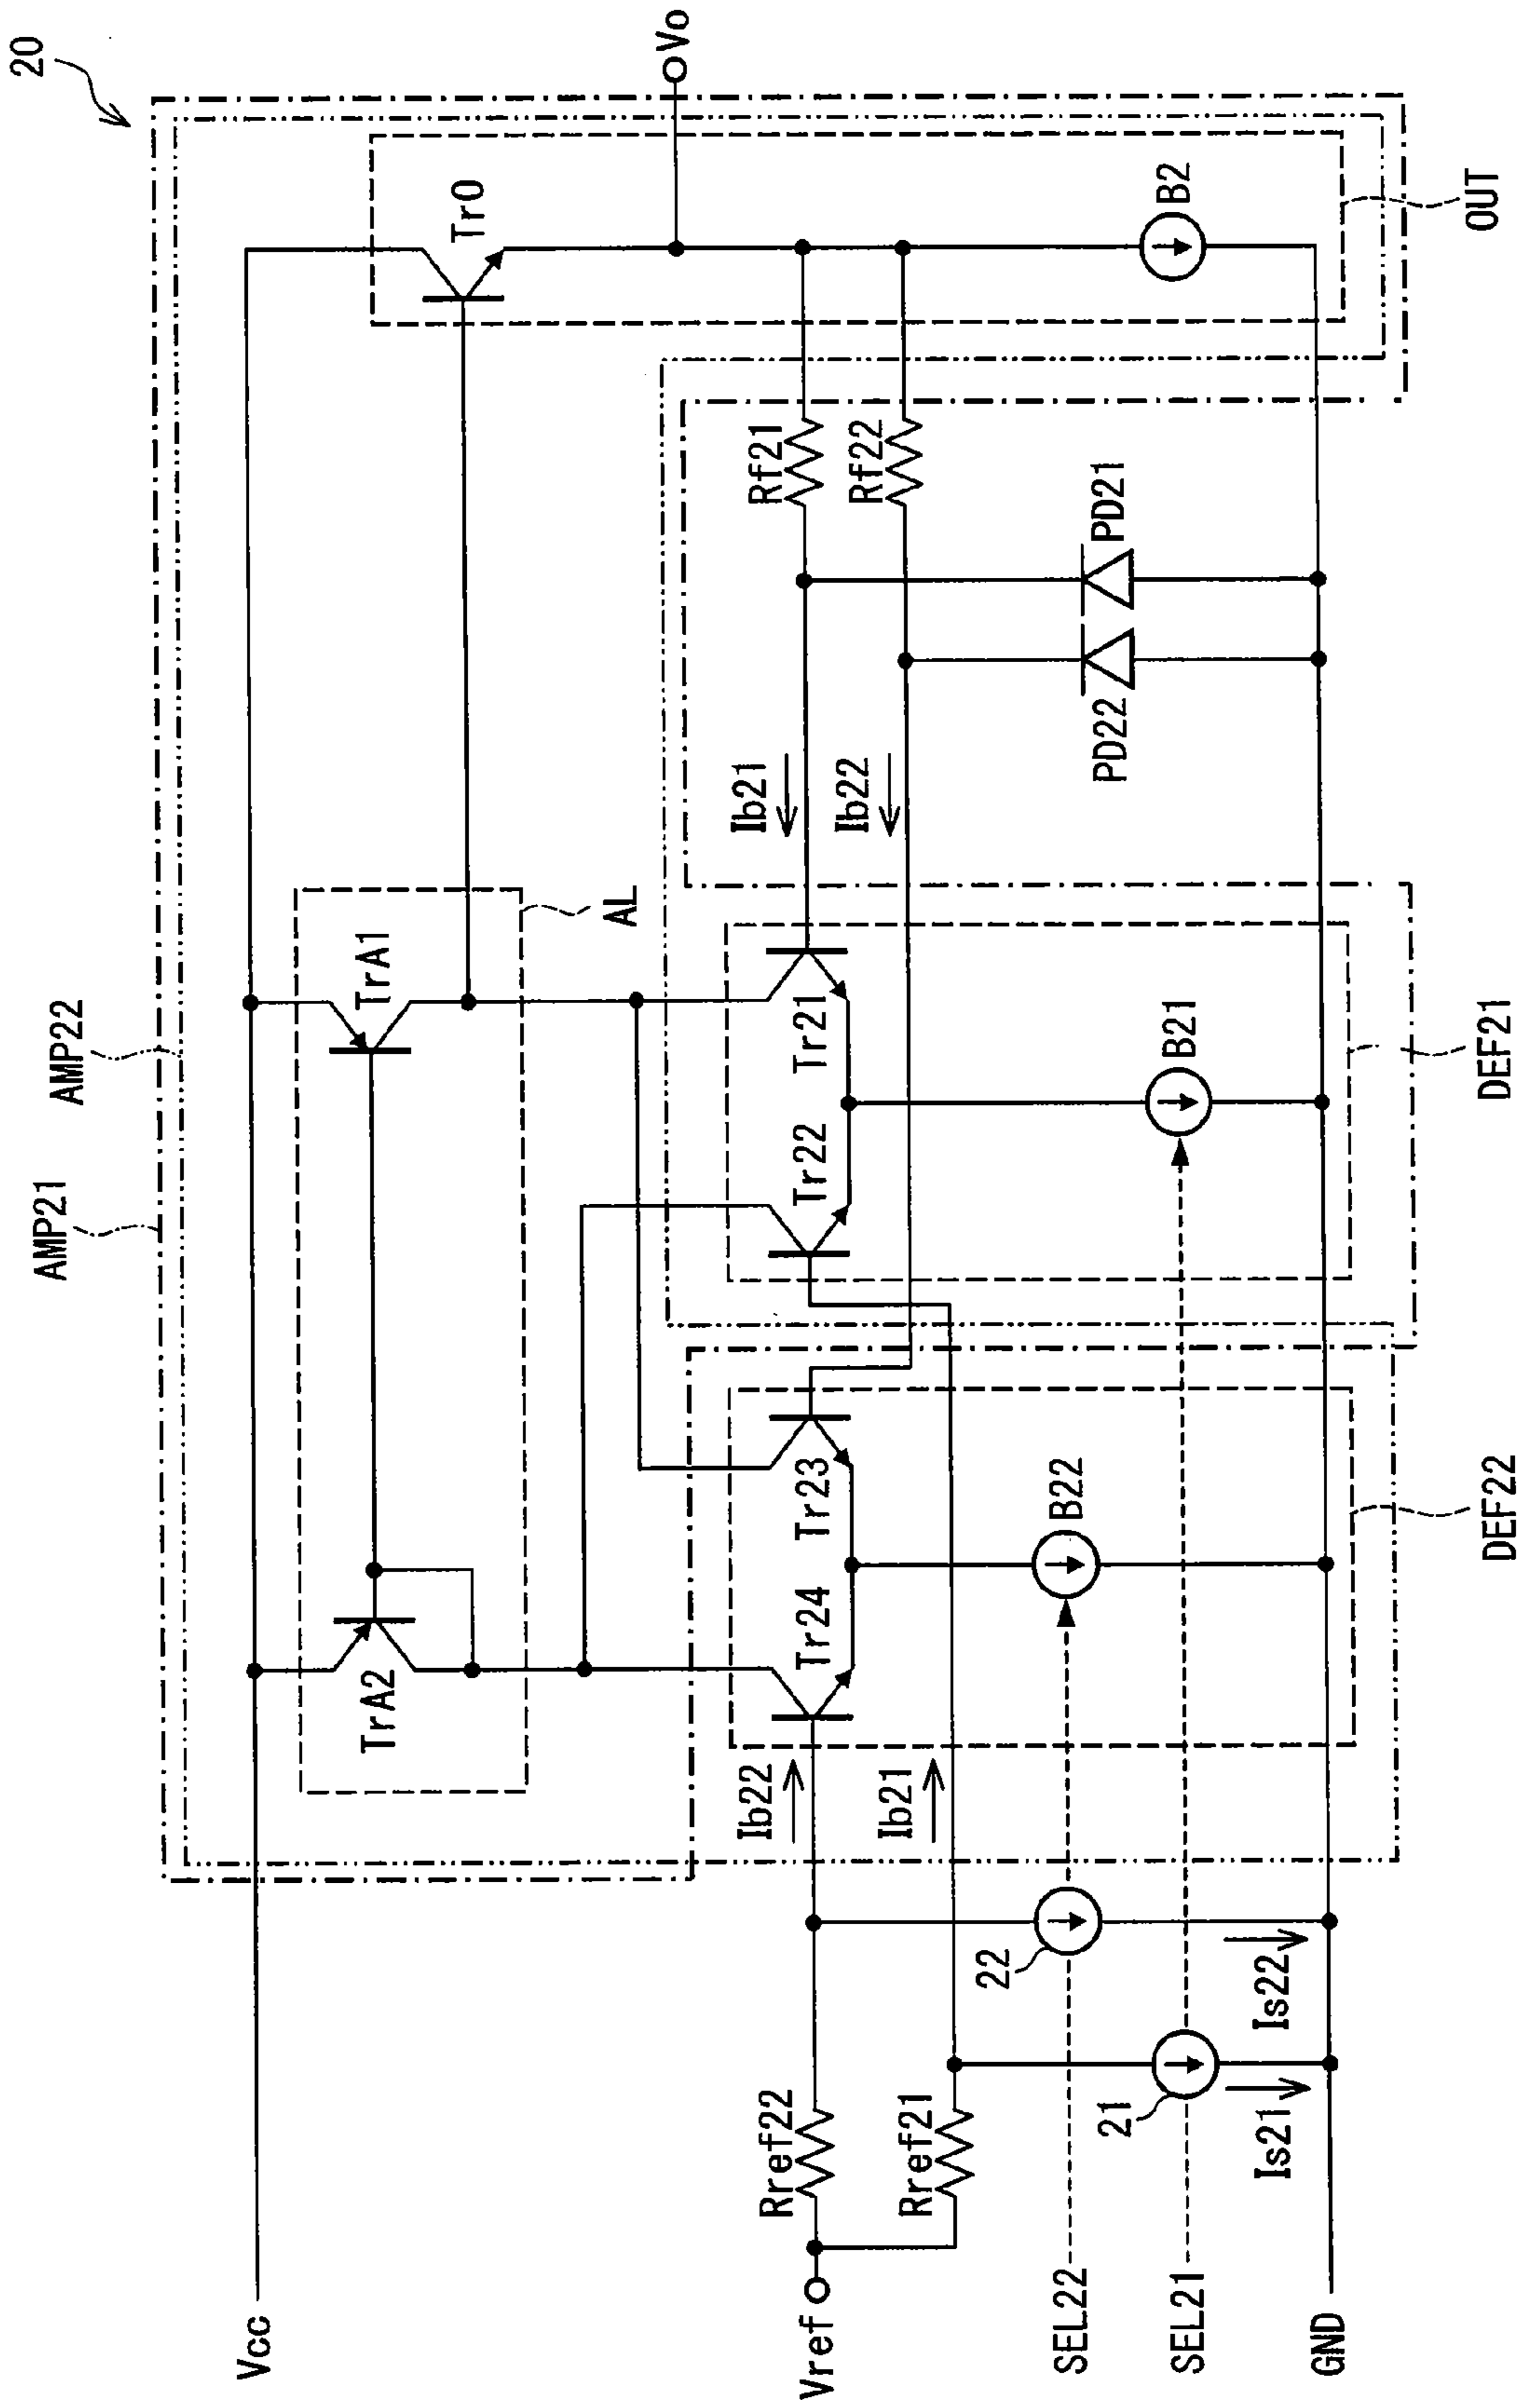 20
AMP21
AMP22
Vcc
TrA2
TrA1
AL
TrO
Vo
Rf21
Rf22
Ib21
Ib22
PD22
PD21
B2
OUT
Tr24
Tr23
Tr22
Tr21
B22
B21
DEF22
DEF21
Ib22
Ib21
Vref
Rref22
Rref21
22
21
Is22
Is21
SEL22
SEL21
GND